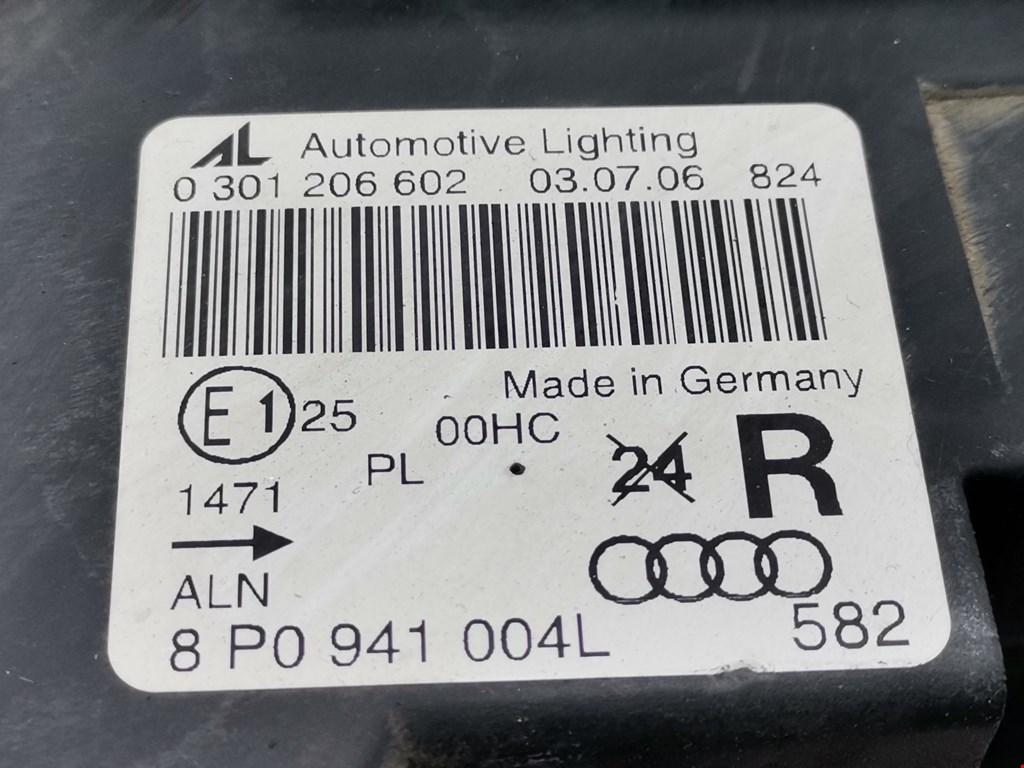 AL Automotive Lighting
0 301 206 602 03.07.06 824
Made in Germany
E1 25
00HC
PL
24
R
1471
ALN
582
8 P0 941 004L